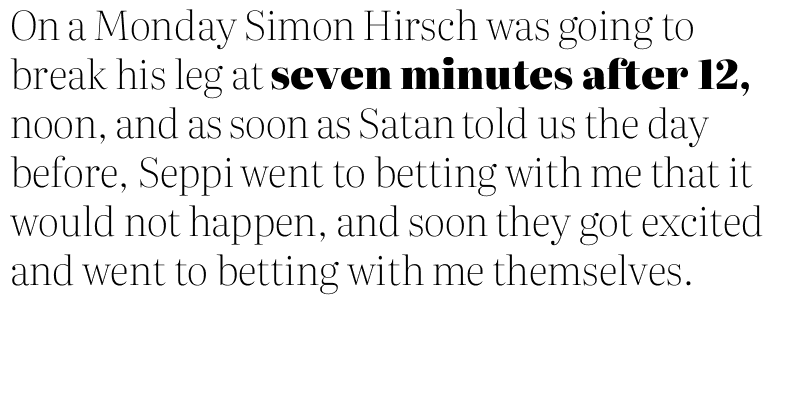 On a Monday Simon Hirsch was going to
break his leg at seven minutes after 12,
noon, and as soon as Satan told us the day
before, Seppi went to betting with me that it
would not happen, and soon they got excited
and went to betting with me themselves.